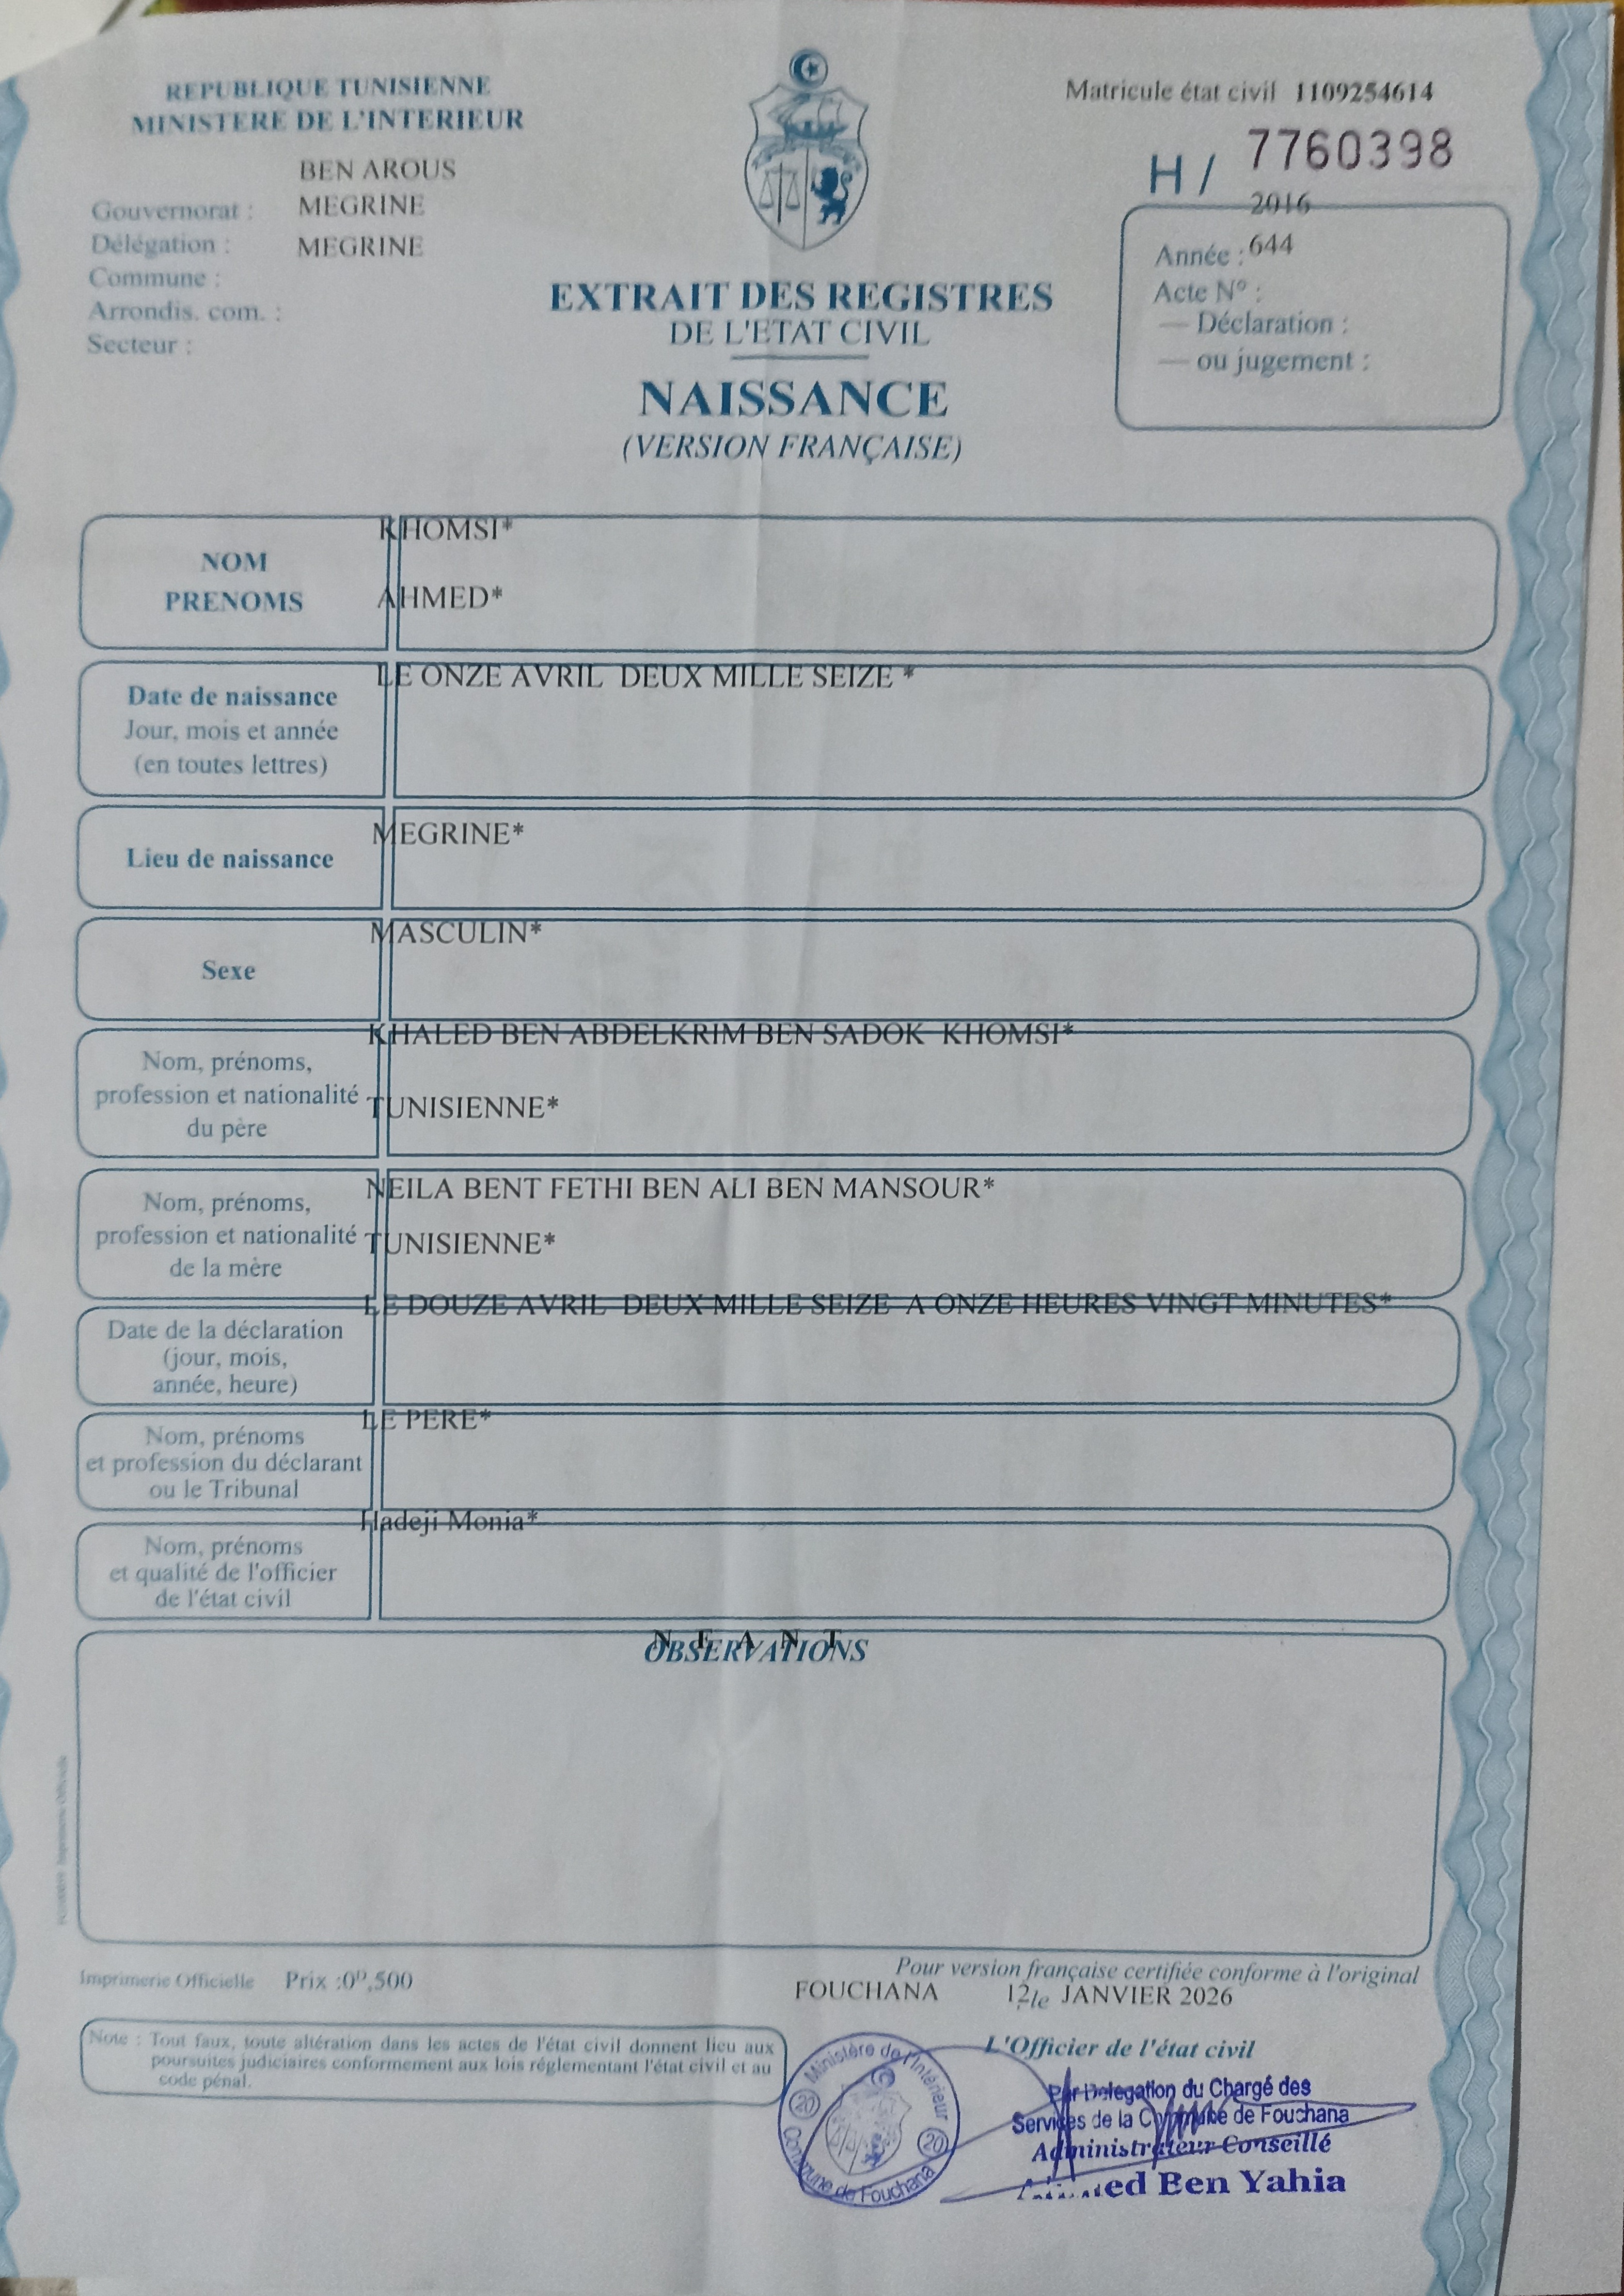 REPUBLIQUE TUNISIENNE
MINISTERE DE L'INTERIEUR
BEN AROUS
Gouvernorat : MEGRINE
Délégation : MEGRINE
Commune :
Arrondis. com. :
Secteur :
Matricule état civil 1109254614
H / 7760398
2016
Année : 644
Acte N° :
— Déclaration :
— ou jugement :
EXTRAIT DES REGISTRES
DE L'ETAT CIVIL
NAISSANCE
(VERSION FRANÇAISE)
KHOMSI*
NOM
PRENOMS AHMED*
LE ONZE AVRIL DEUX MILLE SEIZE *
Date de naissance
Jour, mois et année
(en toutes lettres)
MEGRINE*
Lieu de naissance
MASCULIN*
Sexe
KHALED BEN ABDELKRIM BEN SADOK KHOMSI*
Nom, prénoms,
profession et nationalité TUNISIENNE*
du père
NEILA BENT FETHI BEN ALI BEN MANSOUR*
Nom, prénoms,
profession et nationalité TUNISIENNE*
de la mère
LE DOUZE AVRIL DEUX MILLE SEIZE A ONZE HEURES VINGT MINUTES*
Date de la déclaration
(jour, mois,
année, heure)
LE PERE*
Nom, prénoms
et profession du déclarant
ou le Tribunal
Hadeji Monia*
Nom, prénoms
et qualité de l'officier
de l'état civil
N E A N T
OBSERVATIONS
Imprimerie Officielle Prix :0ᴰ,500
Pour version française certifiée conforme à l'original
FOUCHANA 12 le JANVIER 2026
Note : Tout faux, toute altération dans les actes de l'état civil donnent lieu aux
poursuites judiciaires conformement aux lois réglementant l'état civil et au
code pénal.
L'Officier de l'état civil
Ministère de l'Intérieur
20 20
Commune de Fouchana
Par Delegation du Chargé des
Services de la Commune de Fouchana
Administrateur Conseillé
Ben Yahia